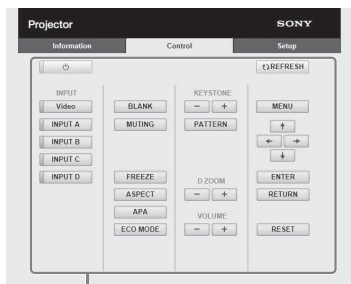 Projector SONY
Information Control Setup
REFRESH
INPUT KEYSTONE
Video BLANK − + MENU
INPUT A MUTING PATTERN
INPUT B
INPUT C
INPUT D FREEZE D ZOOM ENTER
ASPECT − + RETURN
APA VOLUME
ECO MODE − + RESET